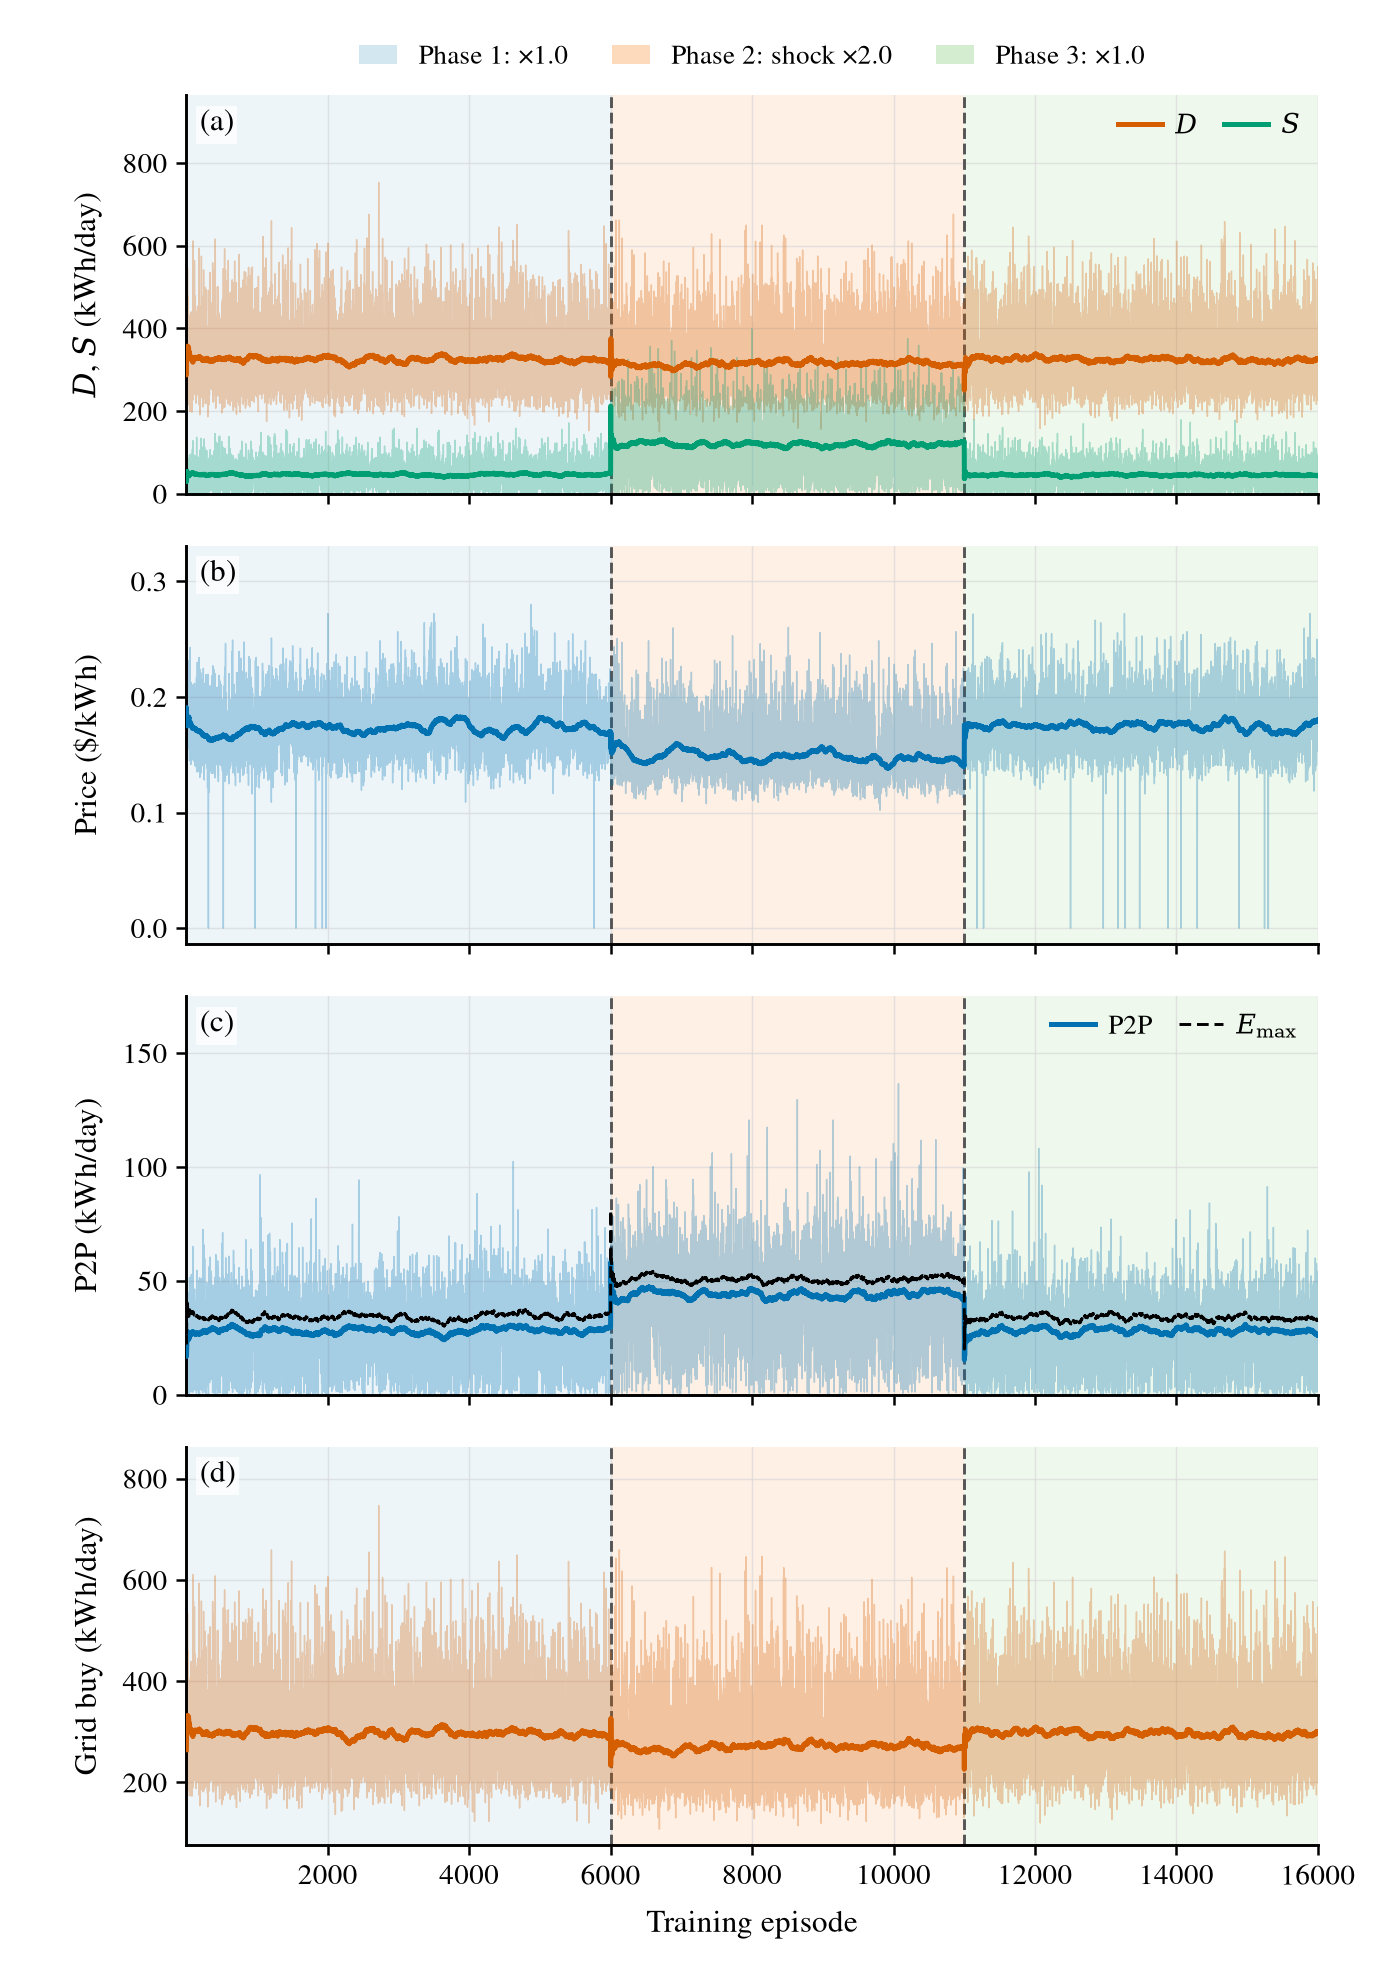 Phase 1: ×1.0 Phase 2: shock ×2.0 Phase 3: ×1.0
(a) D S
800
600
400
200
0
D, S (kWh/day)
(b)
0.3
0.2
0.1
0.0
Price ($/kWh)
(c) P2P E_max
150
100
50
0
P2P (kWh/day)
(d)
800
600
400
200
Grid buy (kWh/day)
2000 4000 6000 8000 10000 12000 14000 16000
Training episode